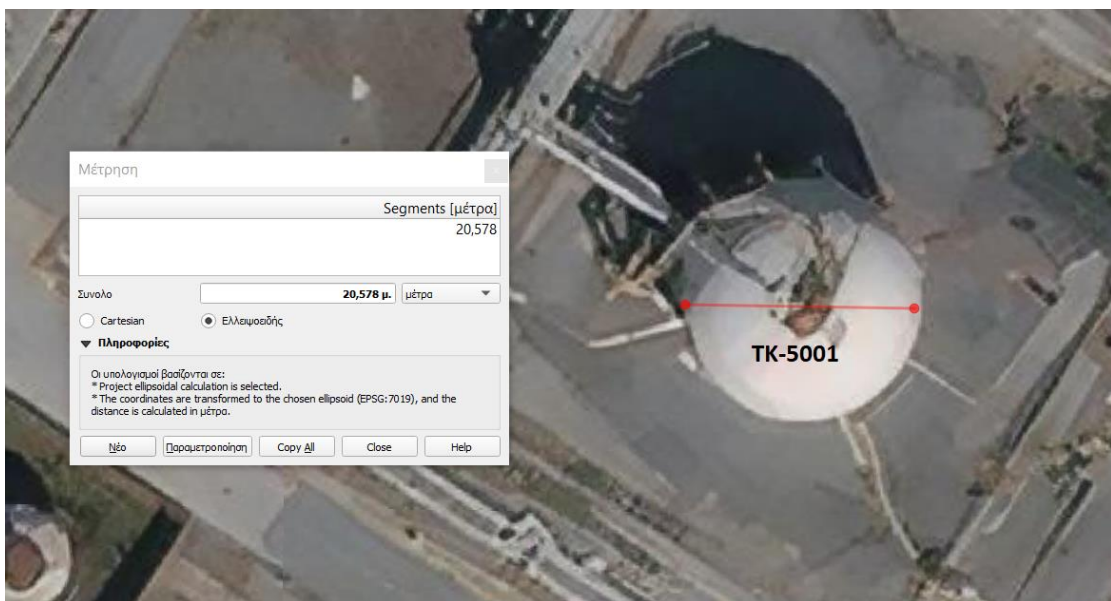 Μέτρηση
Segments [μέτρα]
20,578
Συνολο 20,578 μ. μέτρα
Cartesian Ελλειψοειδής
Πληροφορίες
Οι υπολογισμοί βασίζονται σε:
* Project ellipsoidal calculation is selected.
* The coordinates are transformed to the chosen ellipsoid (EPSG:7019), and the
distance is calculated in μέτρα.
Νέο Παραμετροποίηση Copy All Close Help
TK-5001